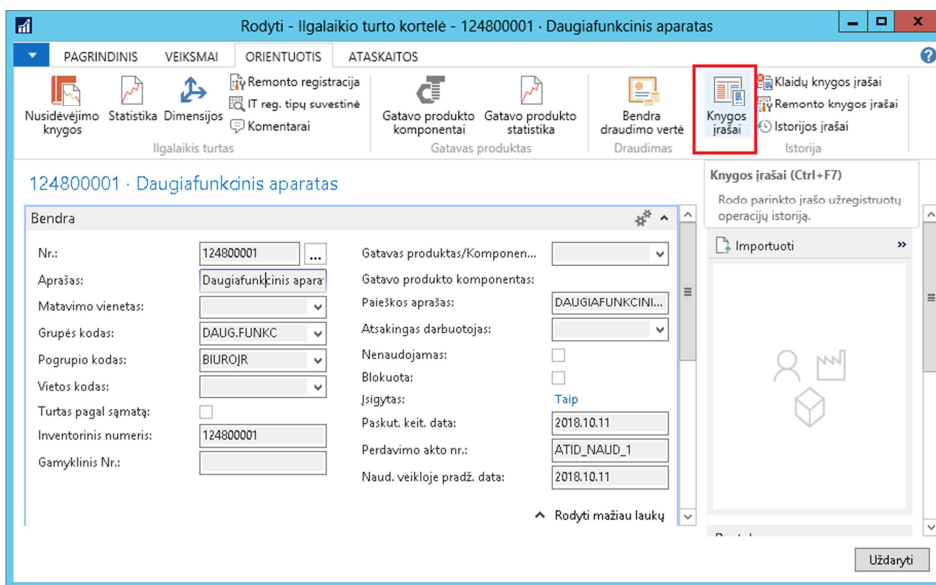 Rodyti - Ilgalaikio turto kortelė - 124800001 · Daugiafunkcinis aparatas
PAGRINDINIS VEIKSMAI ORIENTUOTIS ATASKAITOS
Nusidėvėjimo knygos
Statistika
Dimensijos
Remonto registracija
IT reg. tipų suvestinė
Komentarai
Ilgalaikis turtas
Gatavo produkto komponentai
Gatavo produkto statistika
Gatavas produktas
Bendra draudimo vertė
Draudimas
Knygos įrašai
Klaidų knygos įrašai
Remonto knygos įrašai
Istorijos įrašai
Istorija
Knygos įrašai (Ctrl+F7)
Rodo parinkto įrašo užregistruotų
operacijų istoriją.
124800001 · Daugiafunkcinis aparatas
Bendra
Nr.: 124800001 ...
Aprašas: Daugiafunkcinis aparat
Matavimo vienetas:
Grupės kodas: DAUG.FUNKC
Pogrupio kodas: BIUROĮR
Vietos kodas:
Turtas pagal sąmatą:
Inventorinis numeris: 124800001
Gamyklinis Nr.:
Gatavas produktas/Komponen...
Gatavo produkto komponentas:
Paieškos aprašas: DAUGIAFUNKCINI...
Atsakingas darbuotojas:
Nenaudojamas:
Blokuota:
Įsigytas: Taip
Paskut. keit. data: 2018.10.11
Perdavimo akto nr.: ATID_NAUD_1
Naud. veikloje pradž. data: 2018.10.11
Rodyti mažiau laukų
Importuoti »
Uždaryti